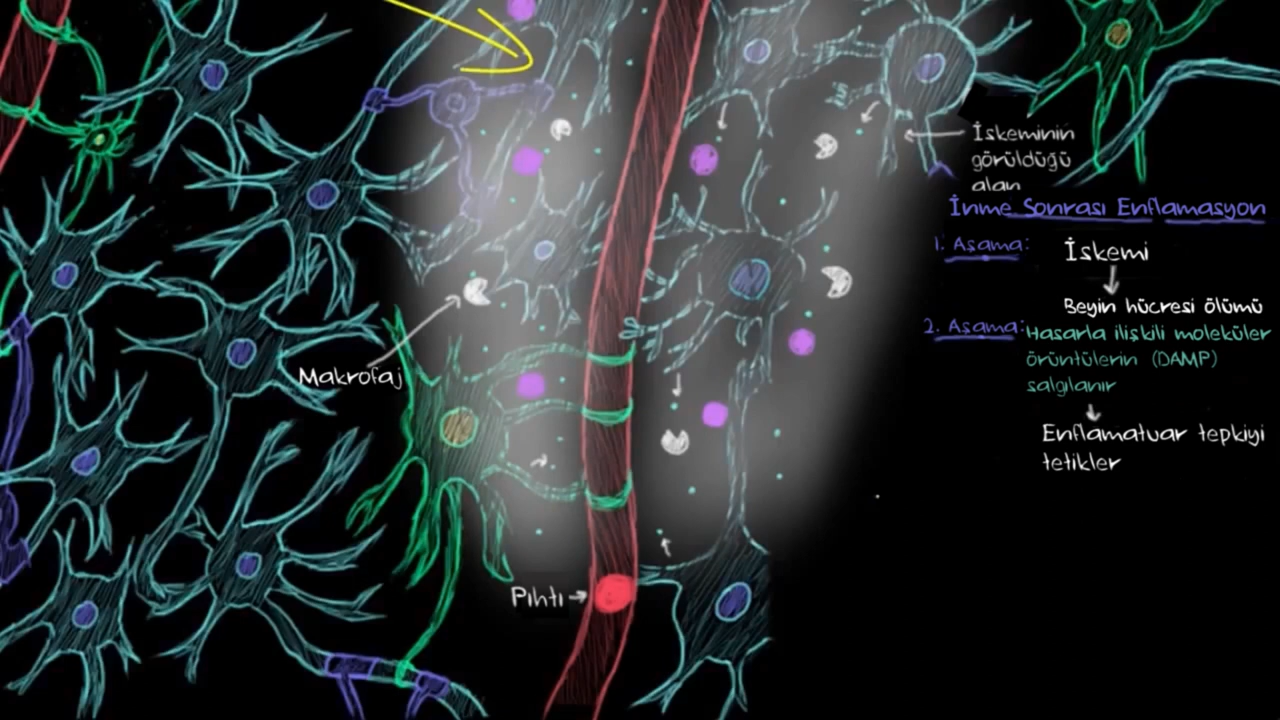 İskeminin
görüldüğü
alan
İnme Sonrası Enflamasyon
1. Aşama:
İskemi
Beyin hücresi ölümü
2. Aşama:
Hasarla ilişkili moleküler
örüntülerin (DAMP)
salgılanır
Enflamatuar tepkiyi
tetikler
Makrofaj
Pıhtı